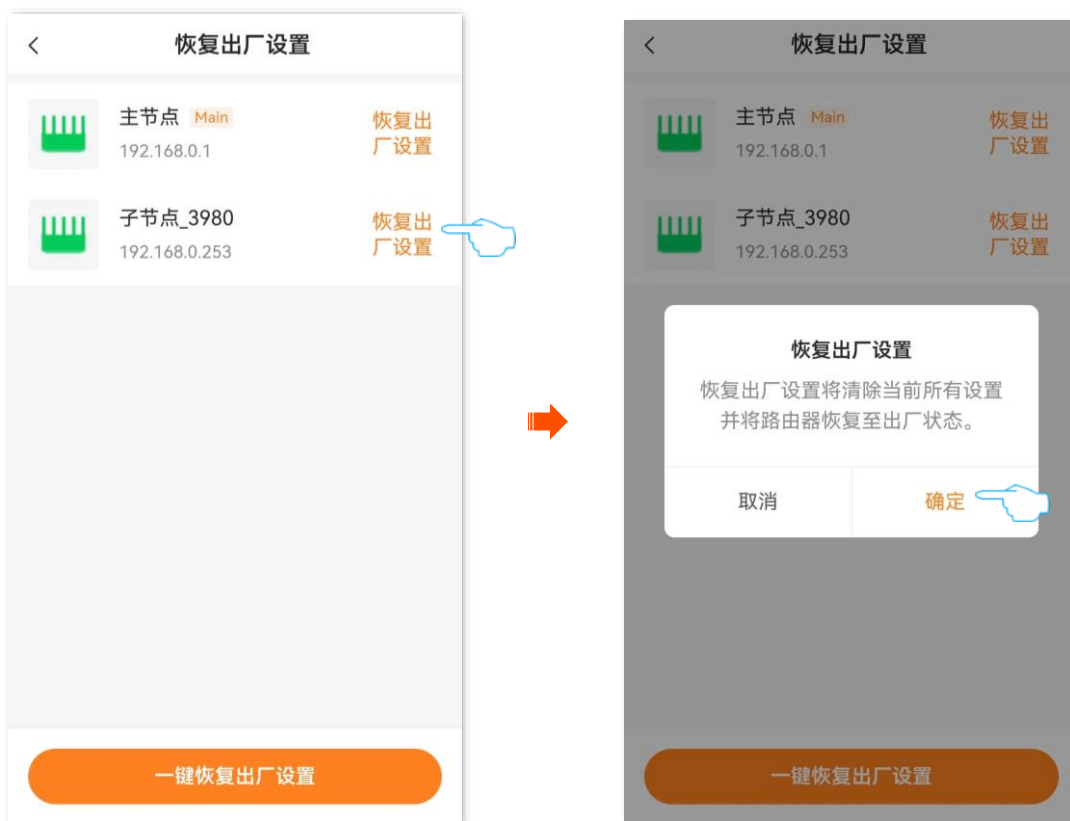 恢复出厂设置
主节点 Main
192.168.0.1
恢复出
厂设置
子节点_3980
192.168.0.253
恢复出
厂设置
一键恢复出厂设置
恢复出厂设置
主节点 Main
192.168.0.1
恢复出
厂设置
子节点_3980
192.168.0.253
恢复出
厂设置
恢复出厂设置
恢复出厂设置将清除当前所有设置
并将路由器恢复至出厂状态。
取消
确定
一键恢复出厂设置